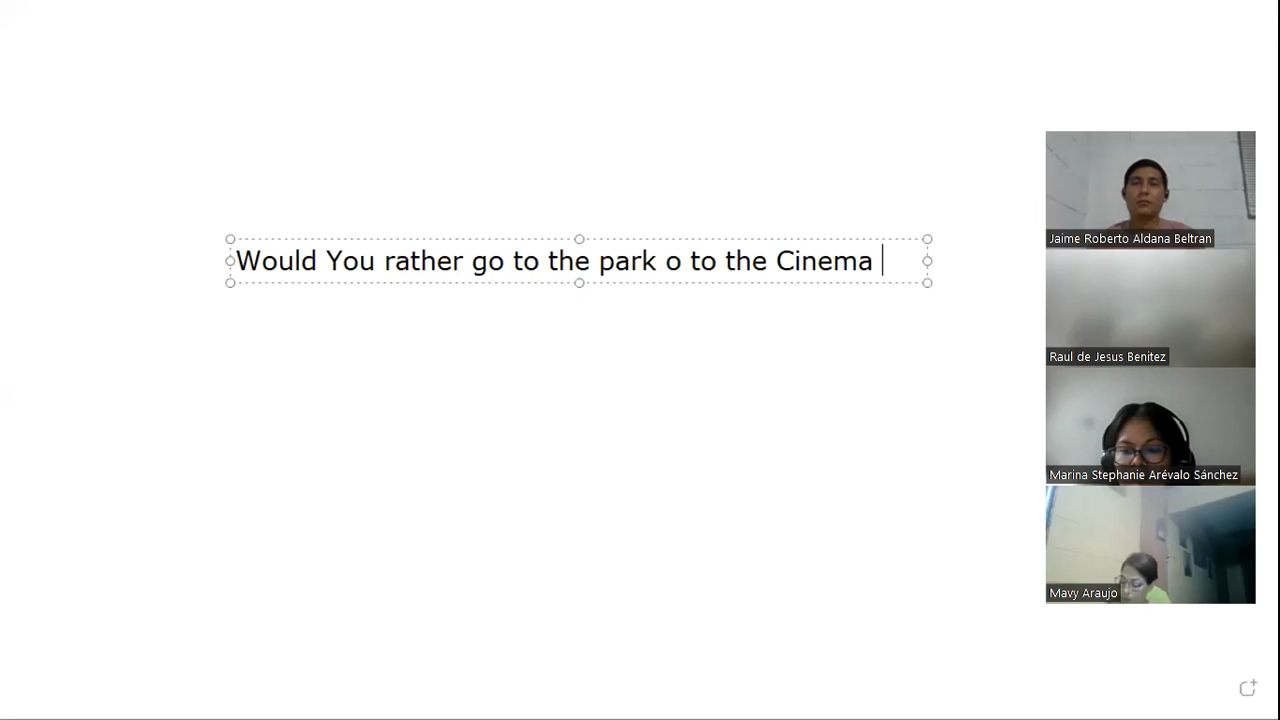 Would You rather go to the park o to the Cinema
Jaime Roberto Aldana Beltran
Raul de Jesus Benitez
Marina Stephanie Arévalo Sánchez
Mavy Araujo